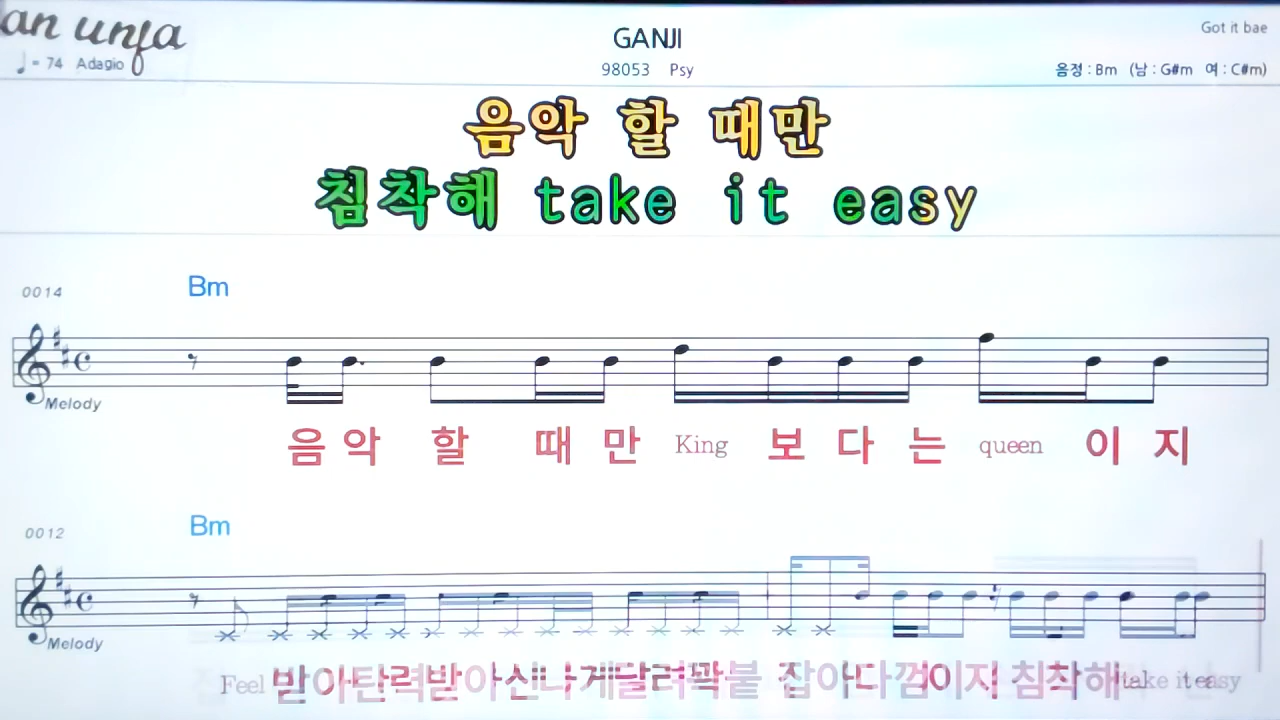 an unfa
Got it bae
GANJI
♩= 74 Adagio
98053 Psy
음정 : Bm (남 : G#m 여 : C#m)
음악 할 때만
침착해 take it easy
0014 Bm
Melody
음악 할 때만 King 보다는 queen 이지
0012 Bm
Melody
Feel 받아탄력받아신나게달려꽉붙 잡아다껌이지 침착해 take it easy